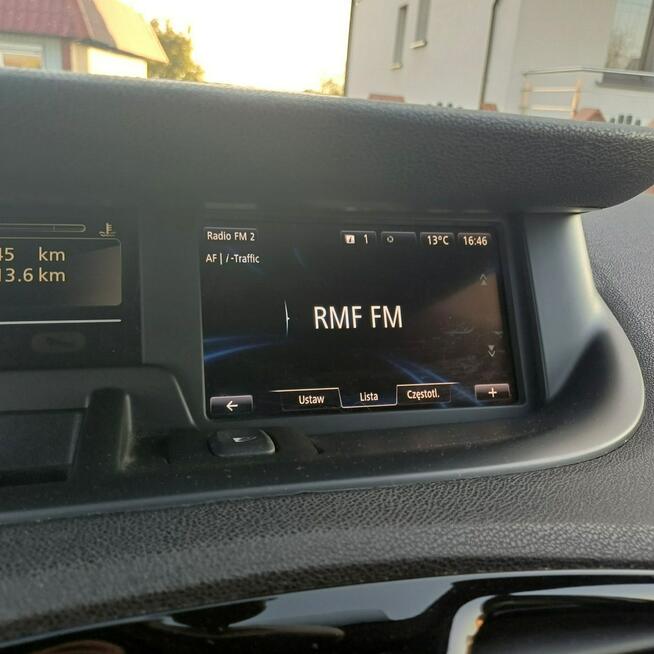 Radio FM 2
1
13°C
16:46
AF | i-Traffic
45 km
13.6 km
RMF FM
Ustaw
Lista
Częstotl.
+